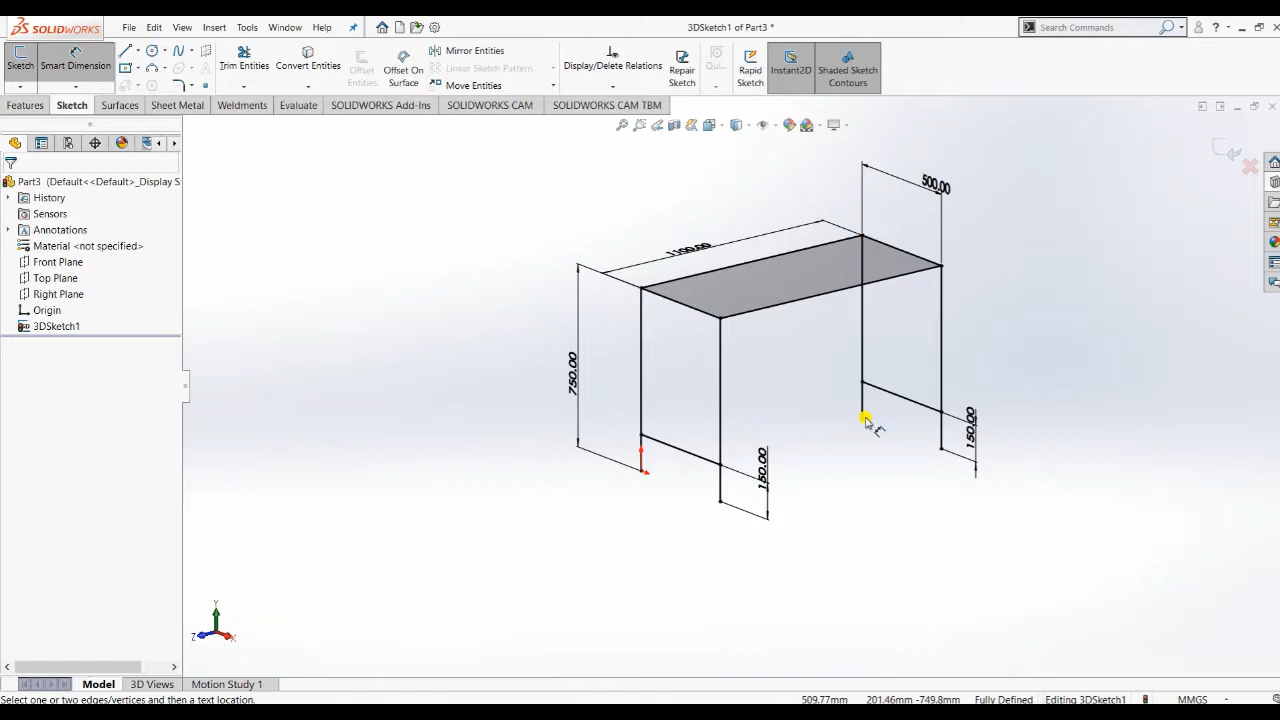 SOLIDWORKS
File
Edit
View
Insert
Tools
Window
Help
3DSketch1 of Part3 *
Search Commands
Sketch
Smart Dimension
Trim Entities
Convert Entities
Offset Entities
Offset On Surface
Mirror Entities
Linear Sketch Pattern
Move Entities
Display/Delete Relations
Repair Sketch
Qui...
Rapid Sketch
Instant2D
Shaded Sketch Contours
Features
Sketch
Surfaces
Sheet Metal
Weldments
Evaluate
SOLIDWORKS Add-Ins
SOLIDWORKS CAM
SOLIDWORKS CAM TBM
Part3 (Default<<Default>_Display S
History
Sensors
Annotations
Material <not specified>
Front Plane
Top Plane
Right Plane
Origin
3DSketch1
500.00
1100.00
750.00
150.00
150.00
Y
Z
X
Model
3D Views
Motion Study 1
Select one or two edges/vertices and then a text location.
509.77mm
201.46mm -749.8mm
Fully Defined
Editing 3DSketch1
MMGS
-